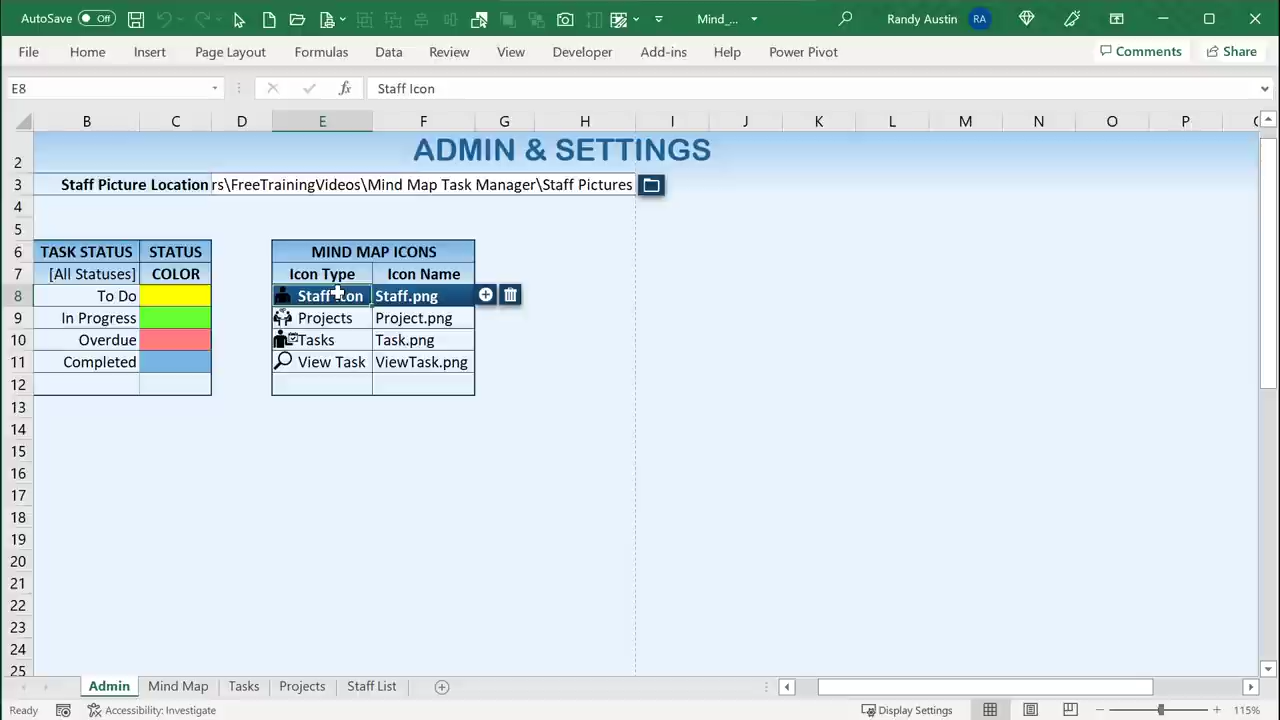 AutoSave Off Mind_... Randy Austin RA
File Home Insert Page Layout Formulas Data Review View Developer Add-ins Help Power Pivot Comments Share
E8 fx Staff Icon
B C D E F G H I J K L M N O P
2 ADMIN & SETTINGS
3 Staff Picture Location rs\FreeTrainingVideos\Mind Map Task Manager\Staff Pictures
4
5
6 TASK STATUS STATUS MIND MAP ICONS
7 [All Statuses] COLOR Icon Type Icon Name
8 To Do Staff Icon Staff.png
9 In Progress Projects Project.png
10 Overdue Tasks Task.png
11 Completed View Task ViewTask.png
12
13
14
15
16
17
18
19
20
21
22
23
24
25
Admin Mind Map Tasks Projects Staff List
Ready Accessibility: Investigate Display Settings 115%